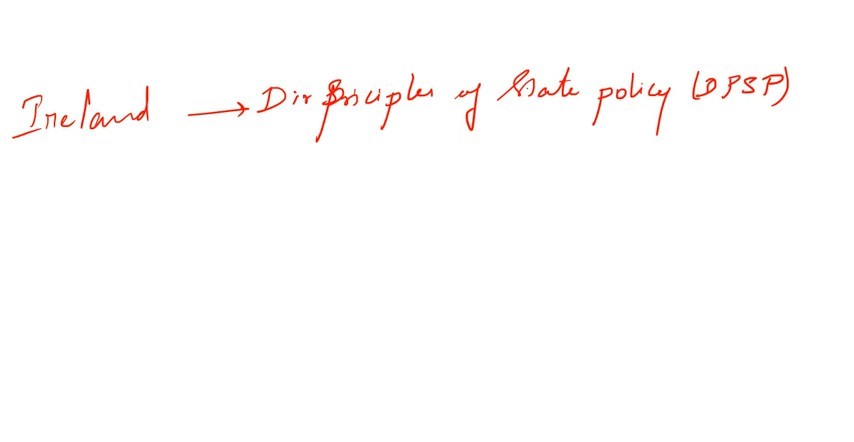 Ireland → Dir Principles of State policy (DPSP)